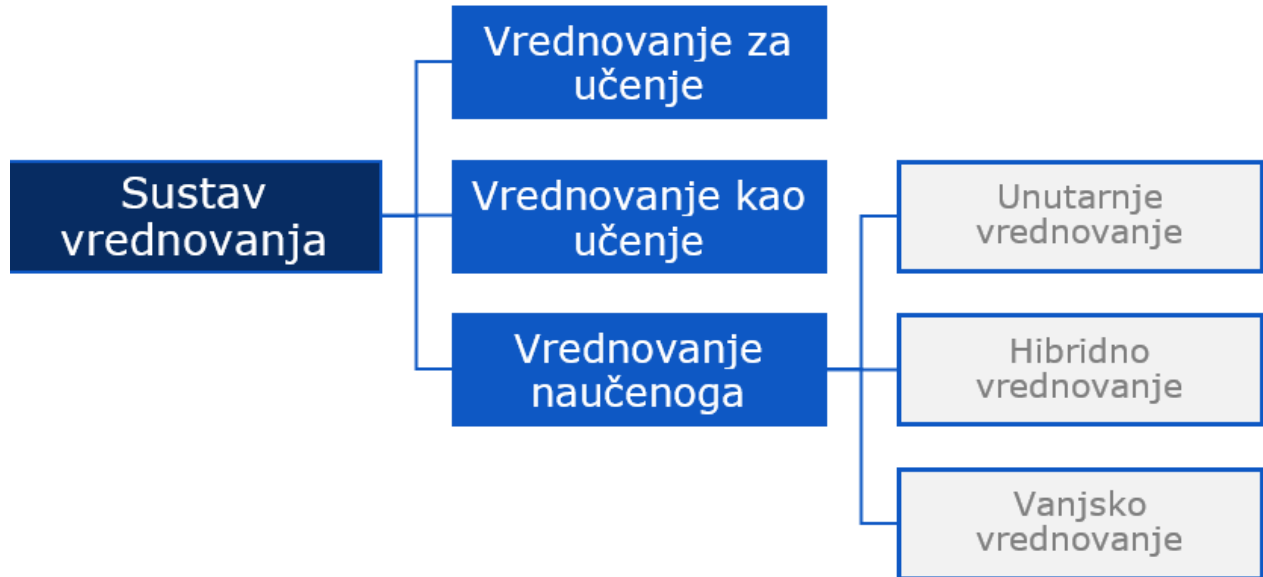 Sustav
vrednovanja
Vrednovanje za
učenje
Vrednovanje kao
učenje
Vrednovanje
naučenoga
Unutarnje
vrednovanje
Hibridno
vrednovanje
Vanjsko
vrednovanje